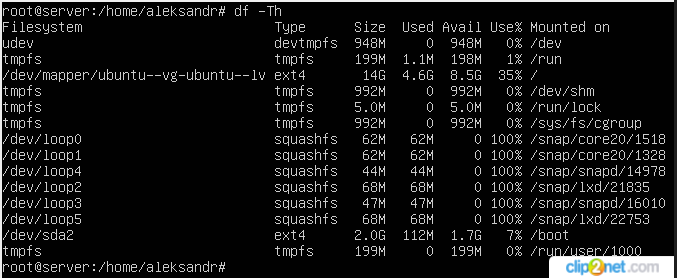 root@server:/home/aleksandr# df -Th
Filesystem Type Size Used Avail Use% Mounted on
udev devtmpfs 948M 0 948M 0% /dev
tmpfs tmpfs 199M 1.1M 198M 1% /run
/dev/mapper/ubuntu--vg-ubuntu--lv ext4 14G 4.6G 8.5G 35% /
tmpfs tmpfs 992M 0 992M 0% /dev/shm
tmpfs tmpfs 5.0M 0 5.0M 0% /run/lock
tmpfs tmpfs 992M 0 992M 0% /sys/fs/cgroup
/dev/loop0 squashfs 62M 62M 0 100% /snap/core20/1518
/dev/loop1 squashfs 62M 62M 0 100% /snap/core20/1328
/dev/loop4 squashfs 44M 44M 0 100% /snap/snapd/14978
/dev/loop2 squashfs 68M 68M 0 100% /snap/lxd/21835
/dev/loop3 squashfs 47M 47M 0 100% /snap/snapd/16010
/dev/loop5 squashfs 68M 68M 0 100% /snap/lxd/22753
/dev/sda2 ext4 2.0G 112M 1.7G 7% /boot
tmpfs tmpfs 199M 0 199M 0% /run/user/1000
root@server:/home/aleksandr#
clip2net.com